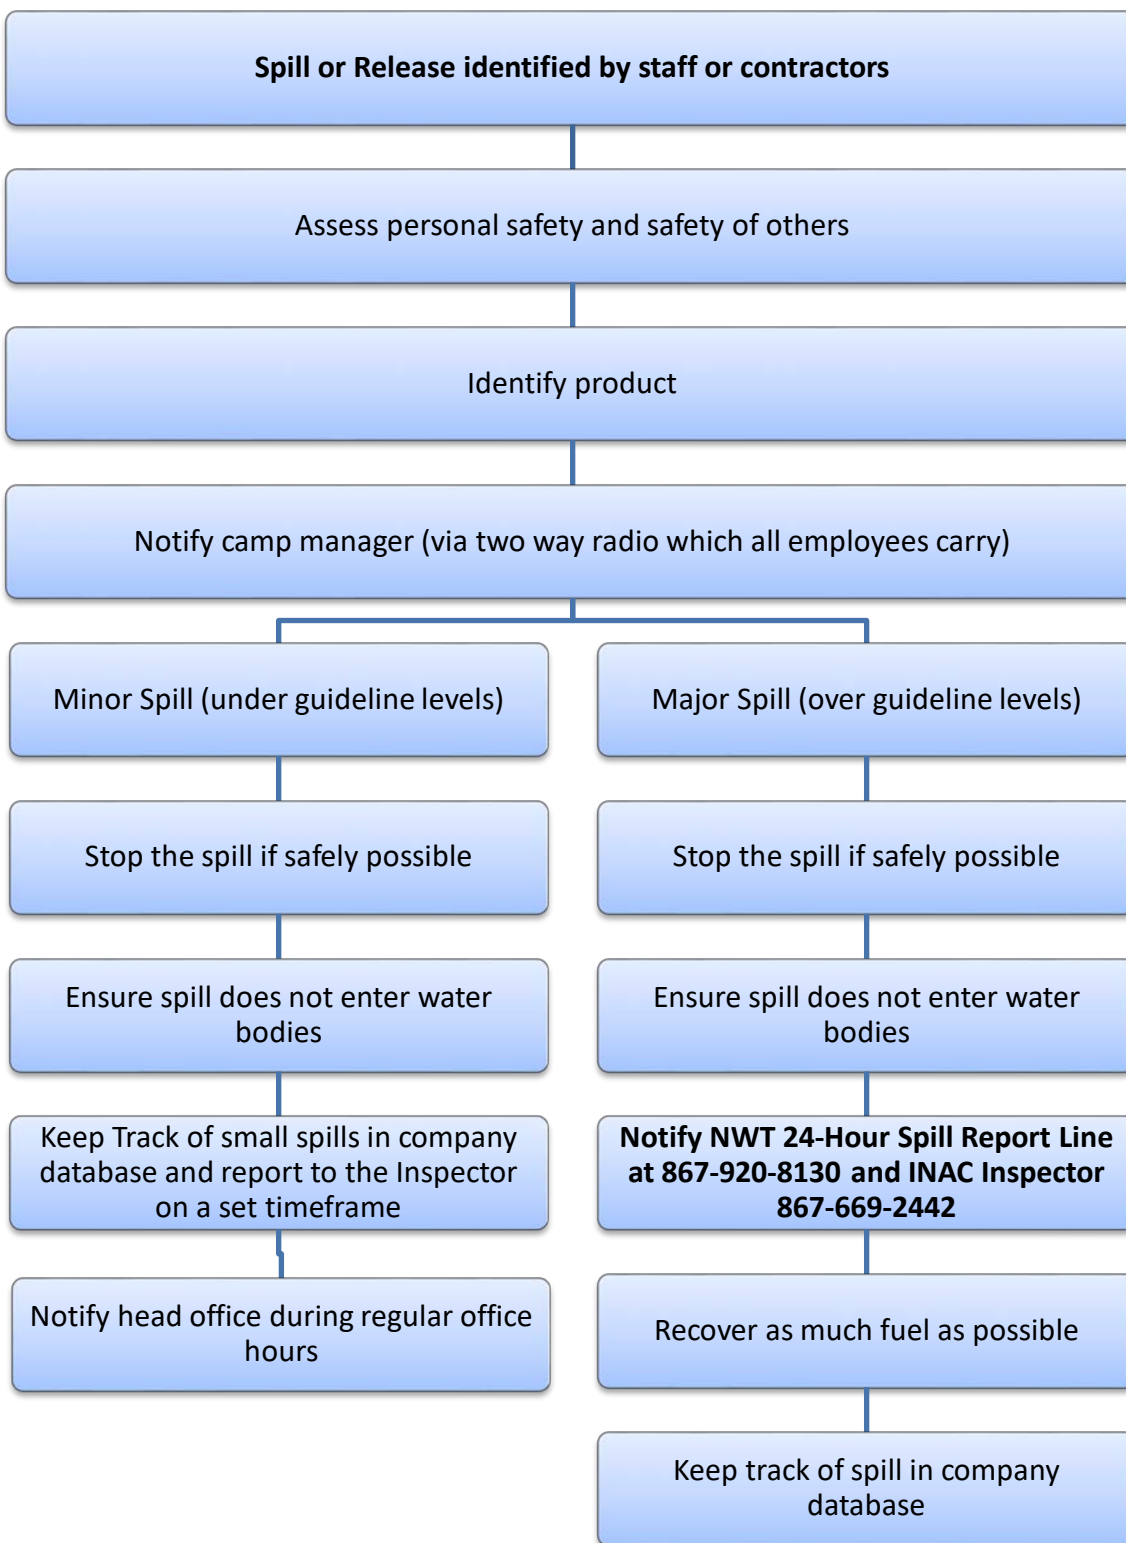 Spill or Release identified by staff or contractors
Assess personal safety and safety of others
Identify product
Notify camp manager (via two way radio which all employees carry)
Minor Spill (under guideline levels)
Stop the spill if safely possible
Ensure spill does not enter water
bodies
Keep Track of small spills in company
database and report to the Inspector
on a set timeframe
Notify head office during regular office
hours
Major Spill (over guideline levels)
Stop the spill if safely possible
Ensure spill does not enter water
bodies
Notify NWT 24-Hour Spill Report Line
at 867-920-8130 and INAC Inspector
867-669-2442
Recover as much fuel as possible
Keep track of spill in company
database